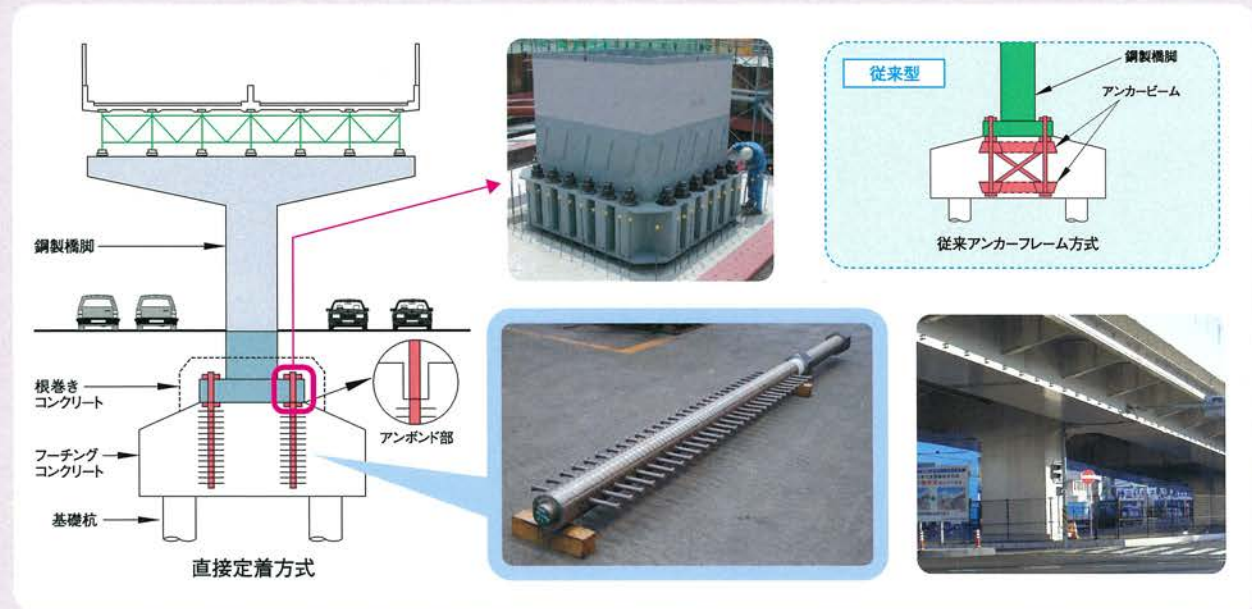 鋼製橋脚
根巻き
コンクリート
フーチング
コンクリート
基礎杭
アンボンド部
直接定着方式
従来型
鋼製橋脚
アンカービーム
従来アンカーフレーム方式